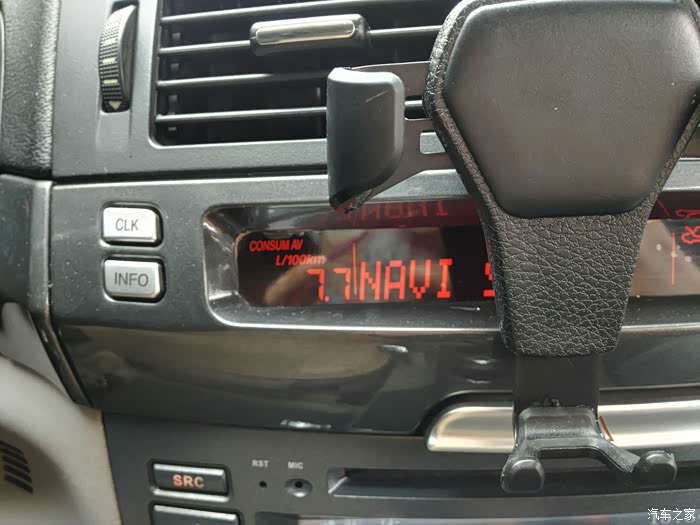 CLK
INFO
CONSUM AV
L/100km
7.7 NAVI
SRC
RST
MIC
汽车之家